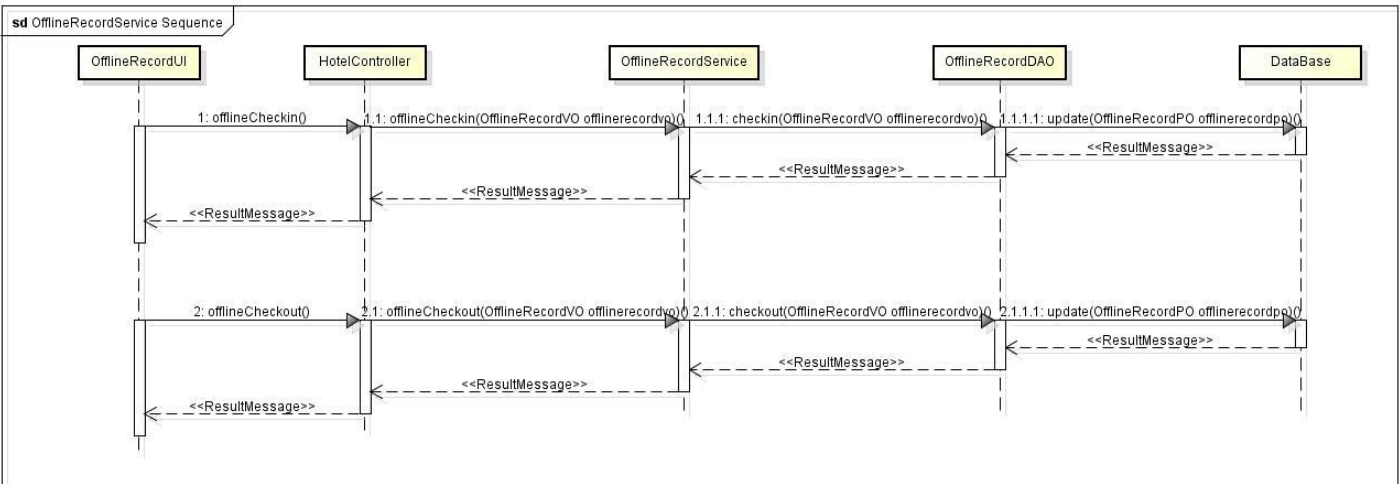 sd OfflineRecordService Sequence
OfflineRecordUI
HotelController
OfflineRecordService
OfflineRecordDAO
DataBase
1: offlineCheckin()
1.1: offlineCheckin(OfflineRecordVO offlinerecordvo)()
1.1.1: checkin(OfflineRecordVO offlinerecordvo)()
1.1.1.1: update(OfflineRecordPO offlinerecordpo)()
<<ResultMessage>>
<<ResultMessage>>
<<ResultMessage>>
<<ResultMessage>>
2: offlineCheckout()
2.1: offlineCheckout(OfflineRecordVO offlinerecordvo)()
2.1.1: checkout(OfflineRecordVO offlinerecordvo)()
2.1.1.1: update(OfflineRecordPO offlinerecordpo)()
<<ResultMessage>>
<<ResultMessage>>
<<ResultMessage>>
<<ResultMessage>>